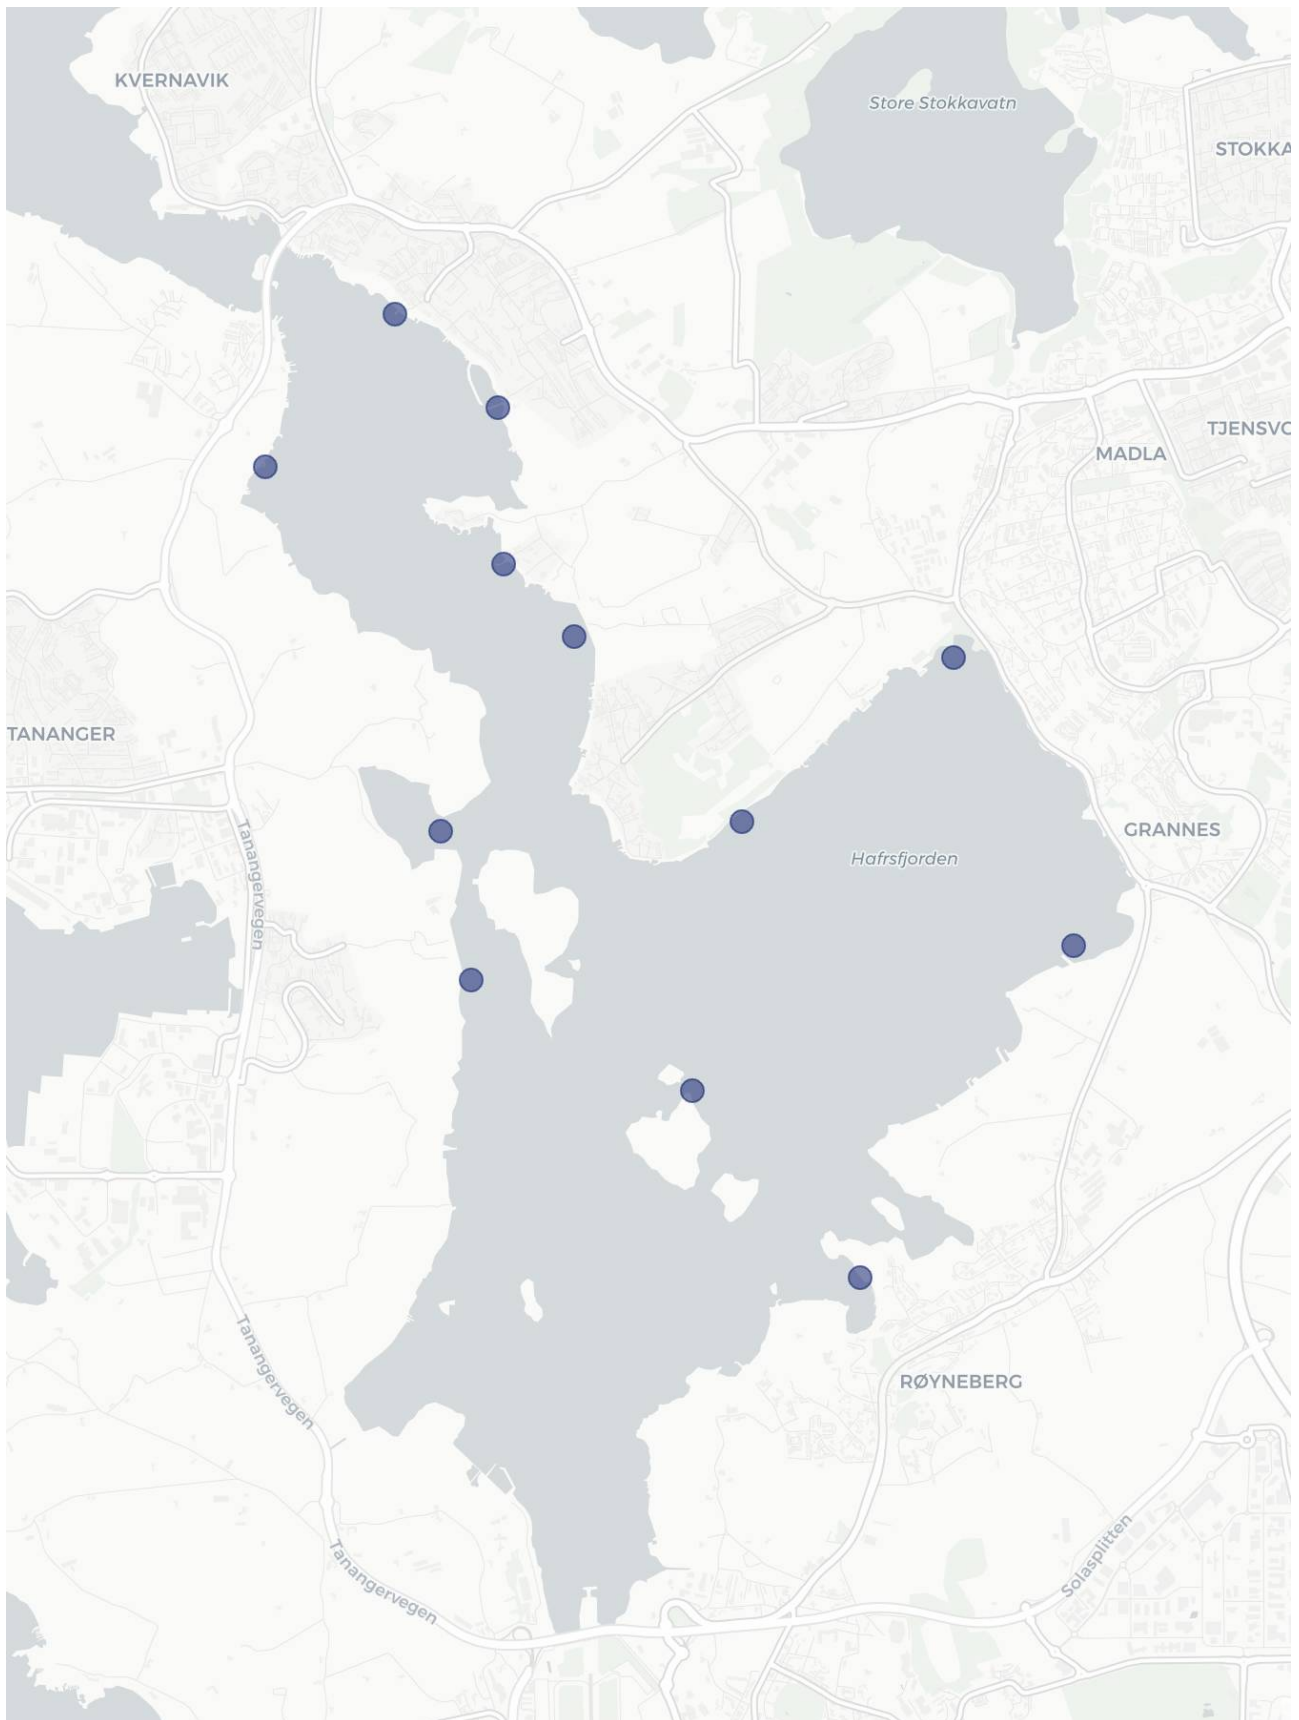 KVERNAVIK
Store Stokkavatn
STOKKA
TJENSVO
MADLA
TANANGER
Tanangervegen
GRANNES
Hafrsfjorden
Tanangervegen
RØYNEBERG
Tanangervegen
Solasplitten